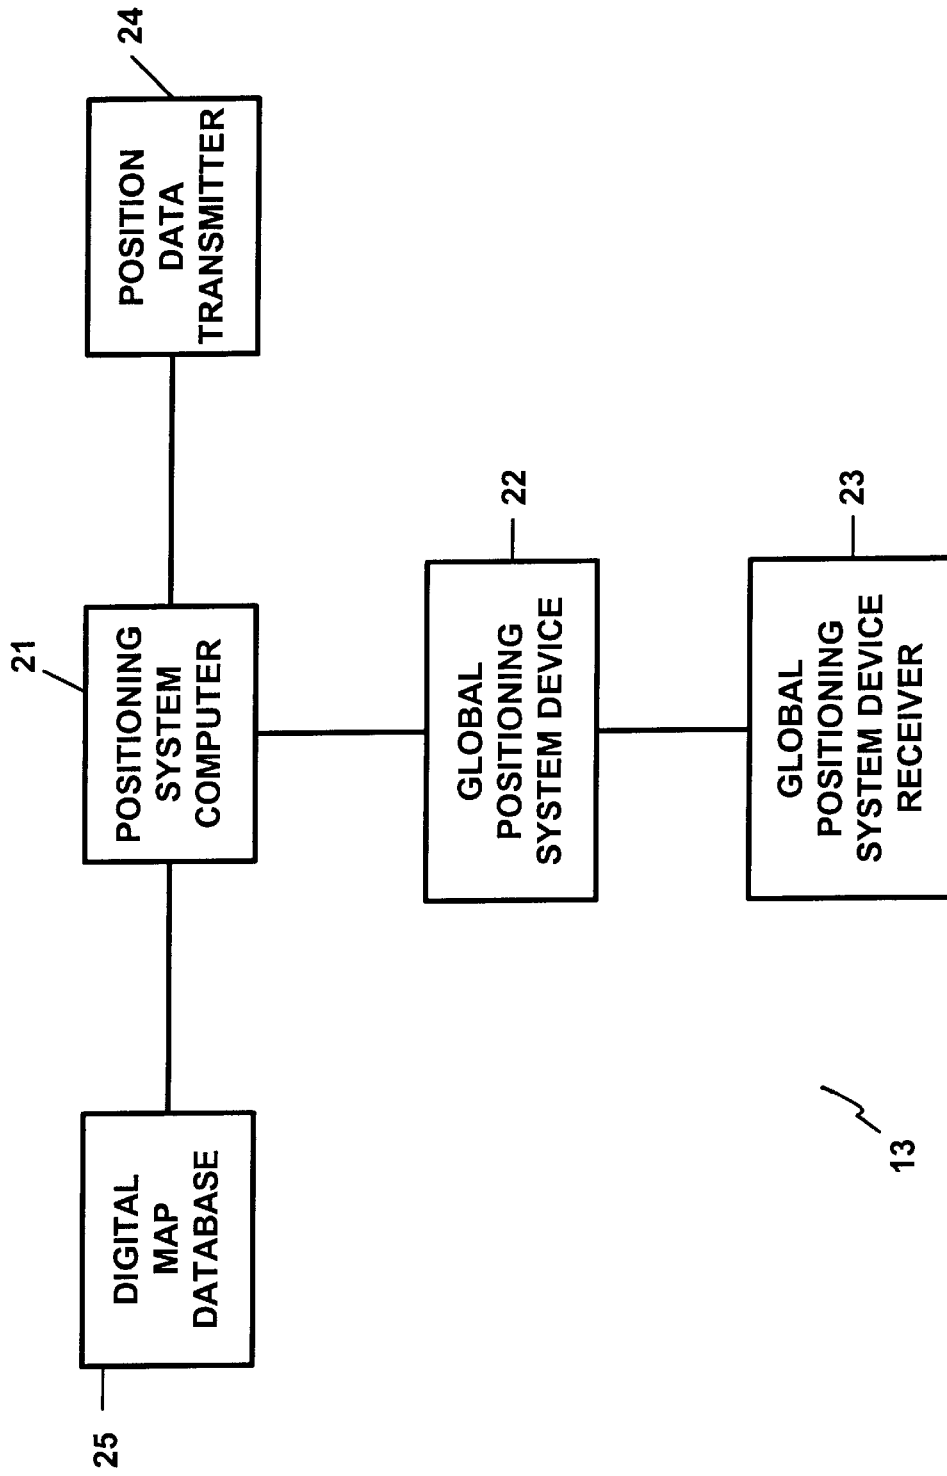 25
DIGITAL
MAP
DATABASE
21
POSITIONING
SYSTEM
COMPUTER
24
POSITION
DATA
TRANSMITTER
22
GLOBAL
POSITIONING
SYSTEM DEVICE
23
GLOBAL
POSITIONING
SYSTEM DEVICE
RECEIVER
13